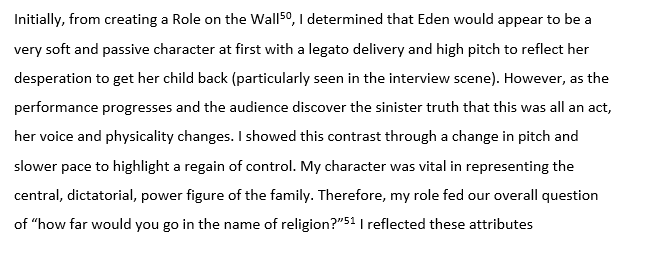 Initially, from creating a Role on the Wall⁵⁰, I determined that Eden would appear to be a
very soft and passive character at first with a legato delivery and high pitch to reflect her
desperation to get her child back (particularly seen in the interview scene). However, as the
performance progresses and the audience discover the sinister truth that this was all an act,
her voice and physicality changes. I showed this contrast through a change in pitch and
slower pace to highlight a regain of control. My character was vital in representing the
central, dictatorial, power figure of the family. Therefore, my role fed our overall question
of “how far would you go in the name of religion?”⁵¹ I reflected these attributes